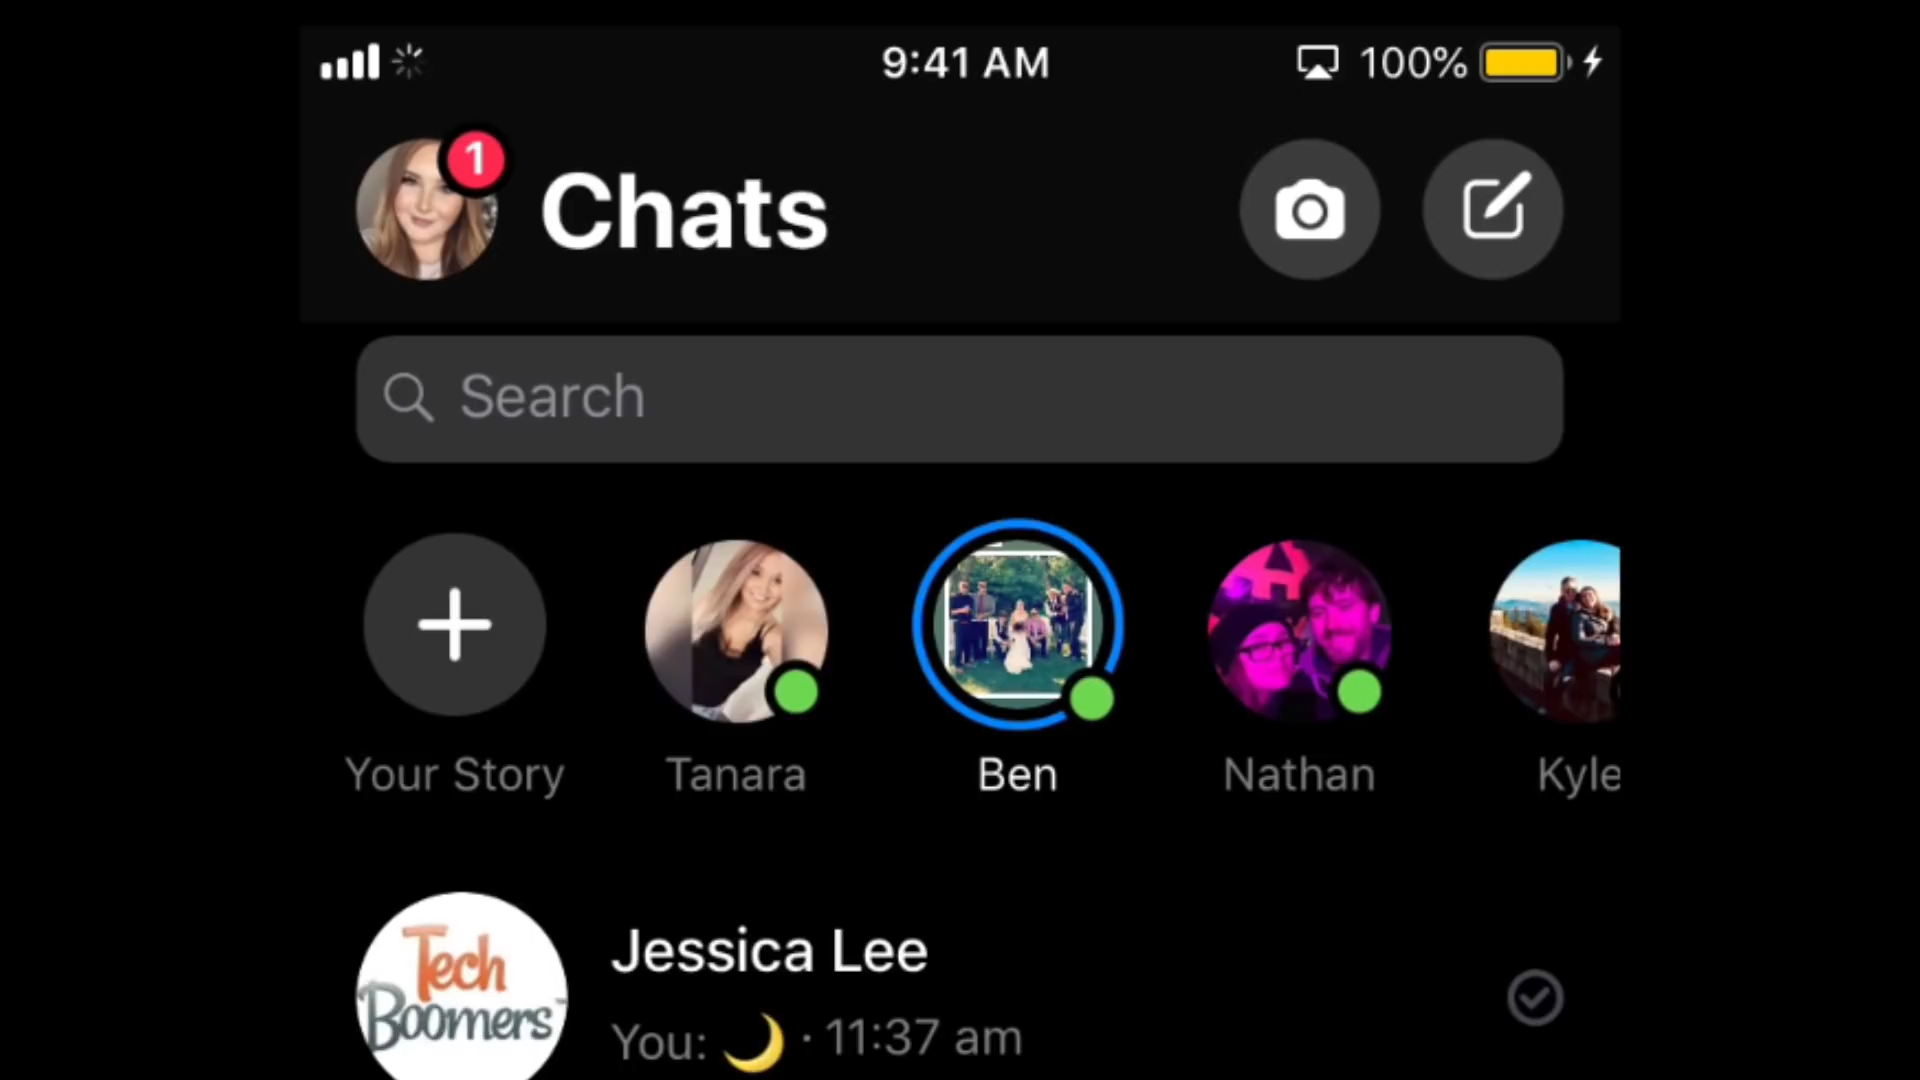 9:41 AM
100%
1
Chats
Search
Your Story
Tanara
Ben
Nathan
Kyle
Tech
Boomers
Jessica Lee
You: 🌙 · 11:37 am